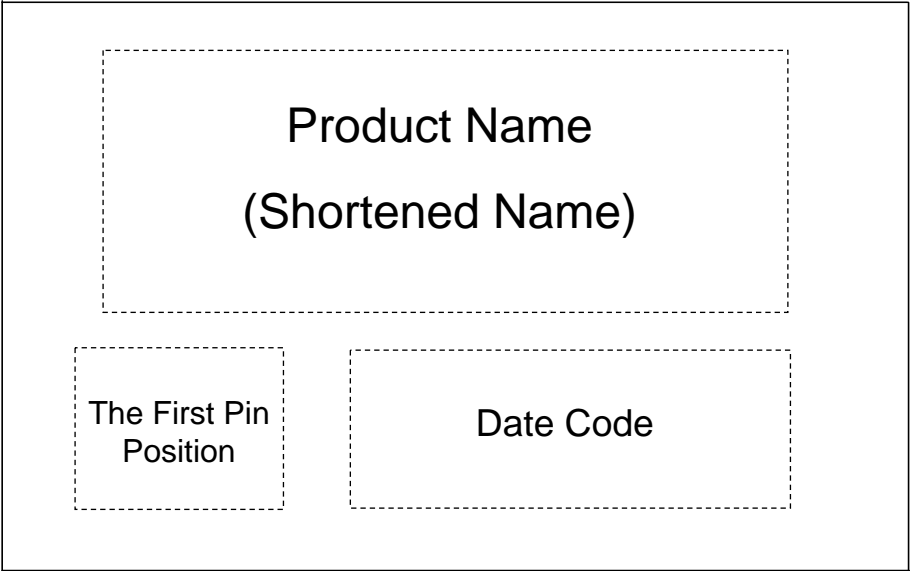 Product Name
(Shortened Name)
The First Pin
Position
Date Code